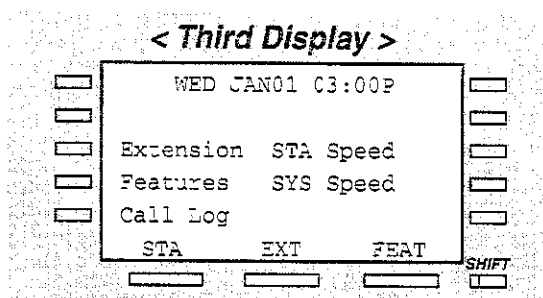 < Third Display >
WED JAN01 03:00P
Extension STA Speed
Features SYS Speed
Call Log
STA EXT FEAT
SHIFT